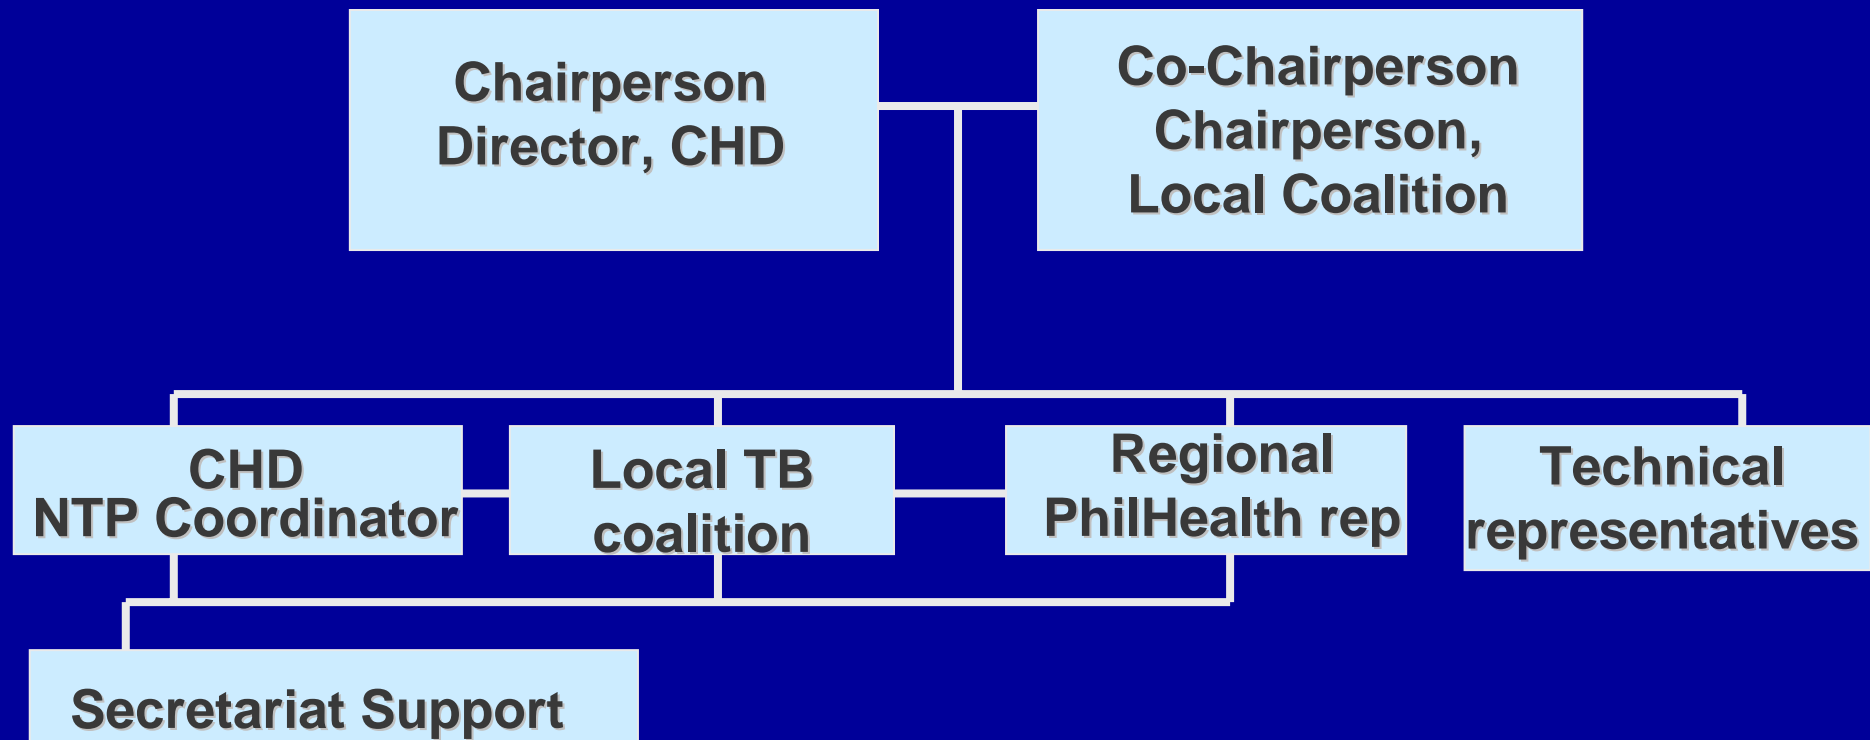 Chairperson
Director, CHD
Co-Chairperson
Chairperson,
Local Coalition
CHD
NTP Coordinator
Local TB
coalition
Regional
PhilHealth rep
Technical
representatives
Secretariat Support